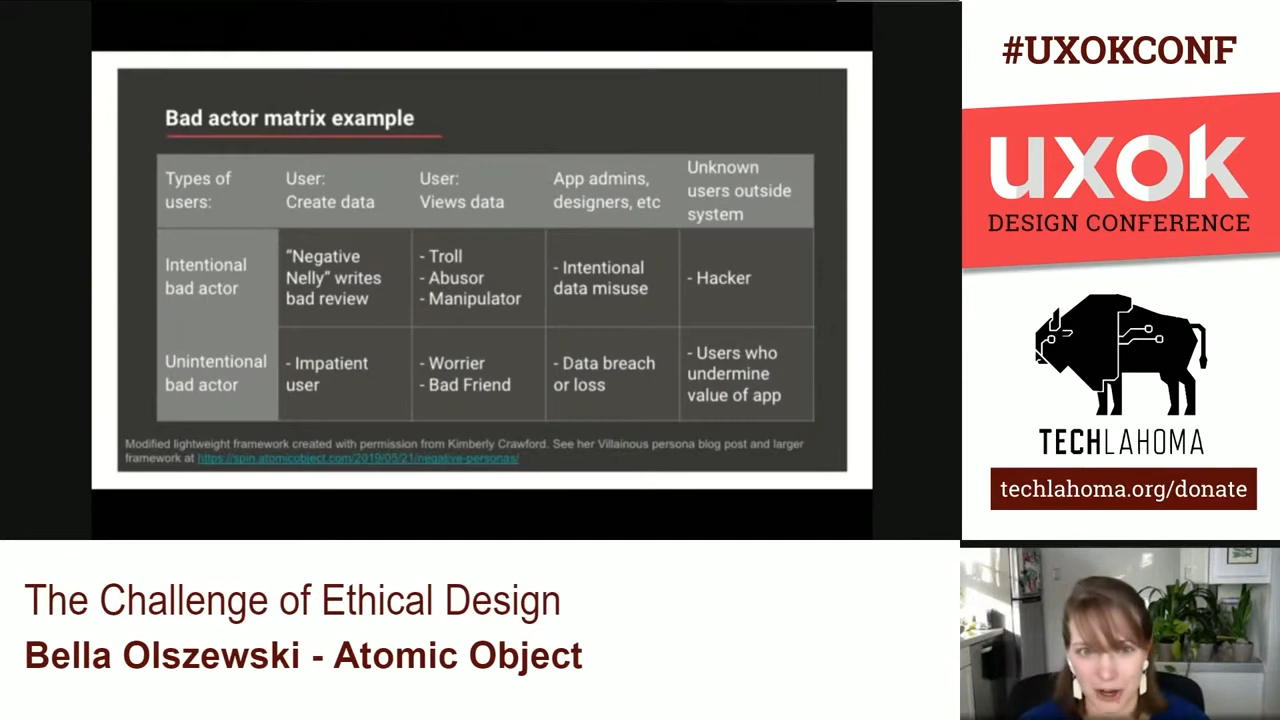 Bad actor matrix example
Types of
users:
User:
Create data
User:
Views data
App admins,
designers, etc
Unknown
users outside
system
Intentional
bad actor
“Negative
Nelly” writes
bad review
- Troll
- Abusor
- Manipulator
- Intentional
data misuse
- Hacker
Unintentional
bad actor
- Impatient
user
- Worrier
- Bad Friend
- Data breach
or loss
- Users who
undermine
value of app
Modified lightweight framework created with permission from Kimberly Crawford. See her Villainous persona blog post and larger
framework at https://spin.atomicobject.com/2019/05/21/negative-personas/
#UXOKCONF
uxok
DESIGN CONFERENCE
TECHLAHOMA
techlahoma.org/donate
The Challenge of Ethical Design
Bella Olszewski - Atomic Object